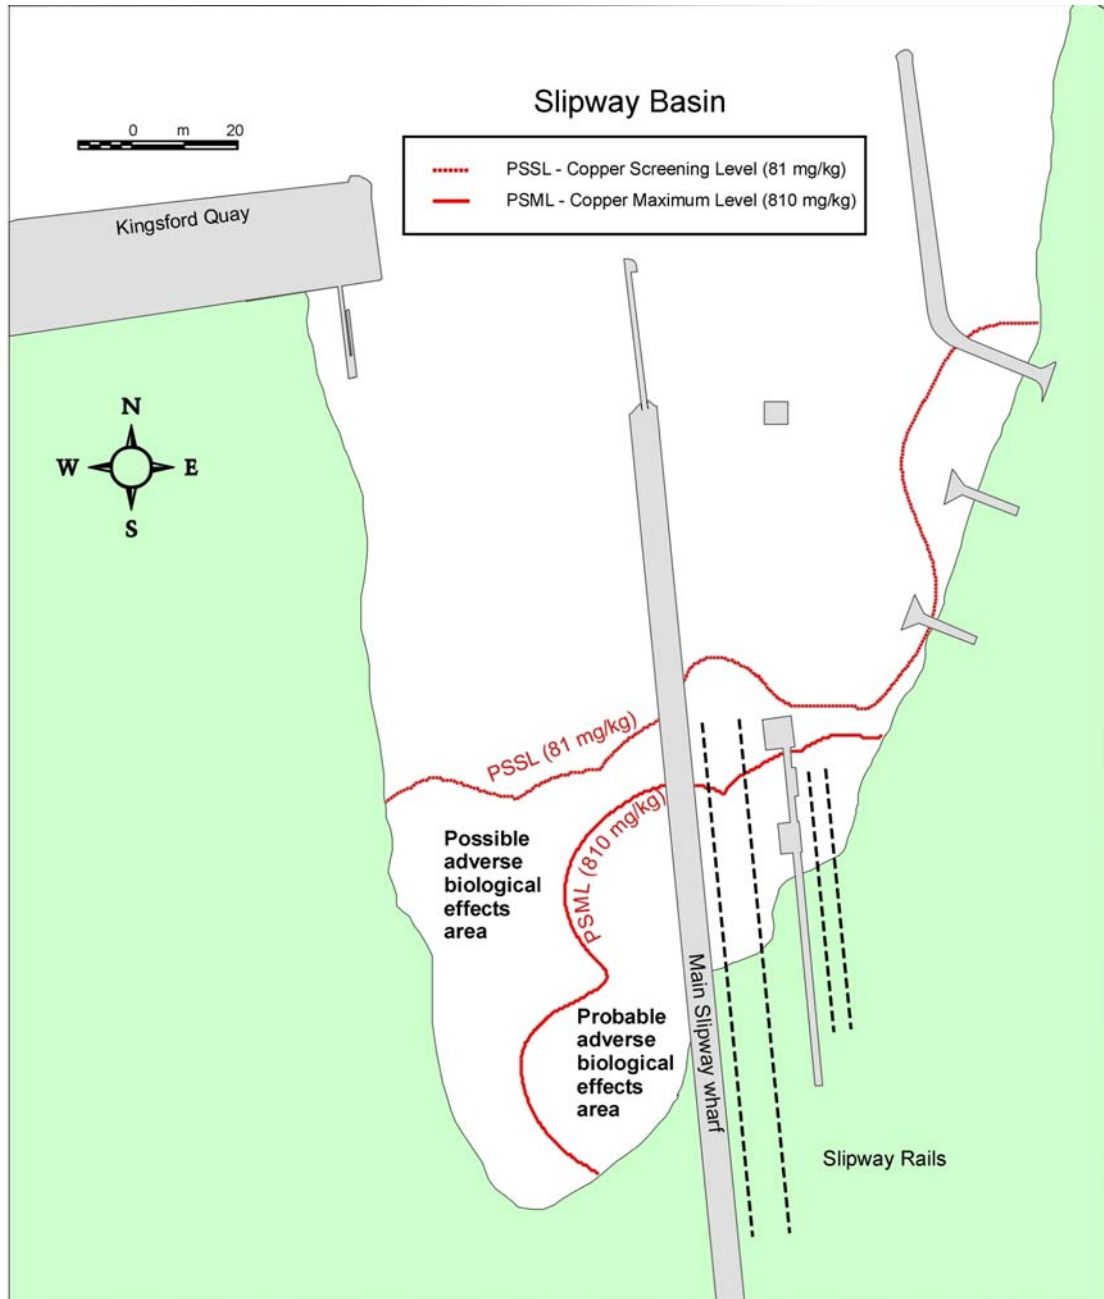 Slipway Basin
0 m 20
PSSL - Copper Screening Level (81 mg/kg)
PSML - Copper Maximum Level (810 mg/kg)
Kingsford Quay
N
W E
S
PSSL (81 mg/kg)
PSML (810 mg/kg)
Possible
adverse
biological
effects
area
Main Slipway wharf
Probable
adverse
biological
effects
area
Slipway Rails